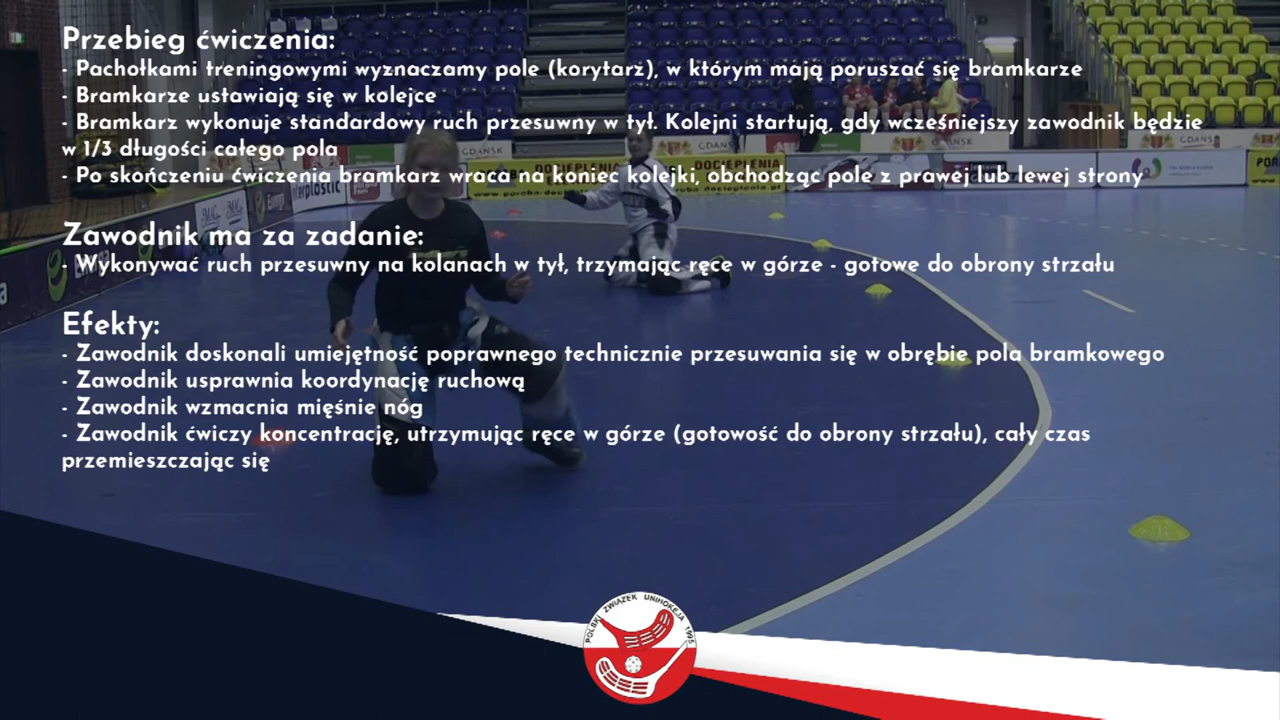 Przebieg ćwiczenia:
- Pachołkami treningowymi wyznaczamy pole (korytarz), w którym mają poruszać się bramkarze
- Bramkarze ustawiają się w kolejce
- Bramkarz wykonuje standardowy ruch przesuwny w tył. Kolejni startują, gdy wcześniejszy zawodnik będzie
w 1/3 długości całego pola
- Po skończeniu ćwiczenia bramkarz wraca na koniec kolejki, obchodząc pole z prawej lub lewej strony
Zawodnik ma za zadanie:
- Wykonywać ruch przesuwny na kolanach w tył, trzymając ręce w górze - gotowe do obrony strzału
Efekty:
- Zawodnik doskonali umiejętność poprawnego technicznie przesuwania się w obrębie pola bramkowego
- Zawodnik usprawnia koordynację ruchową
- Zawodnik wzmacnia mięśnie nóg
- Zawodnik ćwiczy koncentrację, utrzymując ręce w górze (gotowość do obrony strzału), cały czas
przemieszczając się
GDAŃSK
DOCIEPLENIA DOCIEPLENIA
interplastic
POLSKI ZWIĄZEK UNIHOKEJA 1995